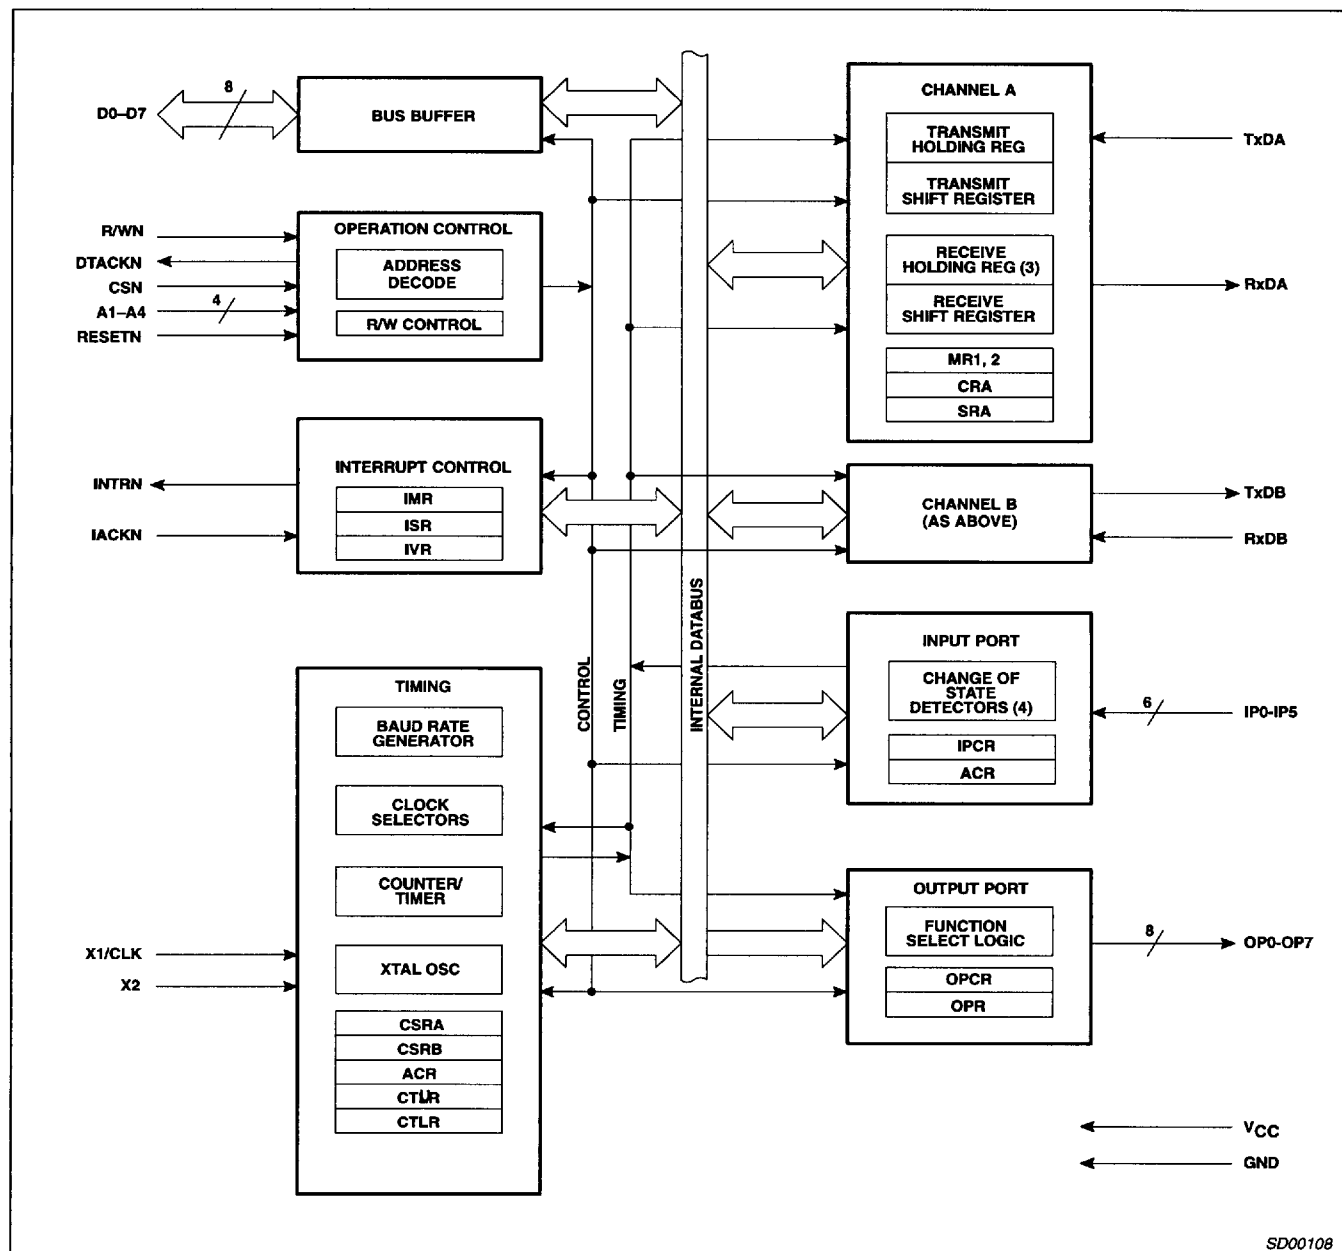 8
D0–D7
BUS BUFFER
R/WN
DTACKN
CSN
A1–A4
4
RESETN
OPERATION CONTROL
ADDRESS
DECODE
R/W CONTROL
INTRN
IACKN
INTERRUPT CONTROL
IMR
ISR
IVR
TIMING
BAUD RATE
GENERATOR
CLOCK
SELECTORS
COUNTER/
TIMER
X1/CLK
X2
XTAL OSC
CSRA
CSRB
ACR
CTLR
CONTROL
TIMING
INTERNAL DATABUS
CHANNEL A
TRANSMIT
HOLDING REG
TRANSMIT
SHIFT REGISTER
RECEIVE
HOLDING REG (3)
RECEIVE
SHIFT REGISTER
MR1, 2
CRA
SRA
TxDA
RxDA
CHANNEL B
(AS ABOVE)
TxDB
RxDB
INPUT PORT
CHANGE OF
STATE
DETECTORS (4)
IPCR
ACR
6
IP0-IP5
OUTPUT PORT
FUNCTION
SELECT LOGIC
OPCR
OPR
8
OP0-OP7
VCC
GND
SD00108